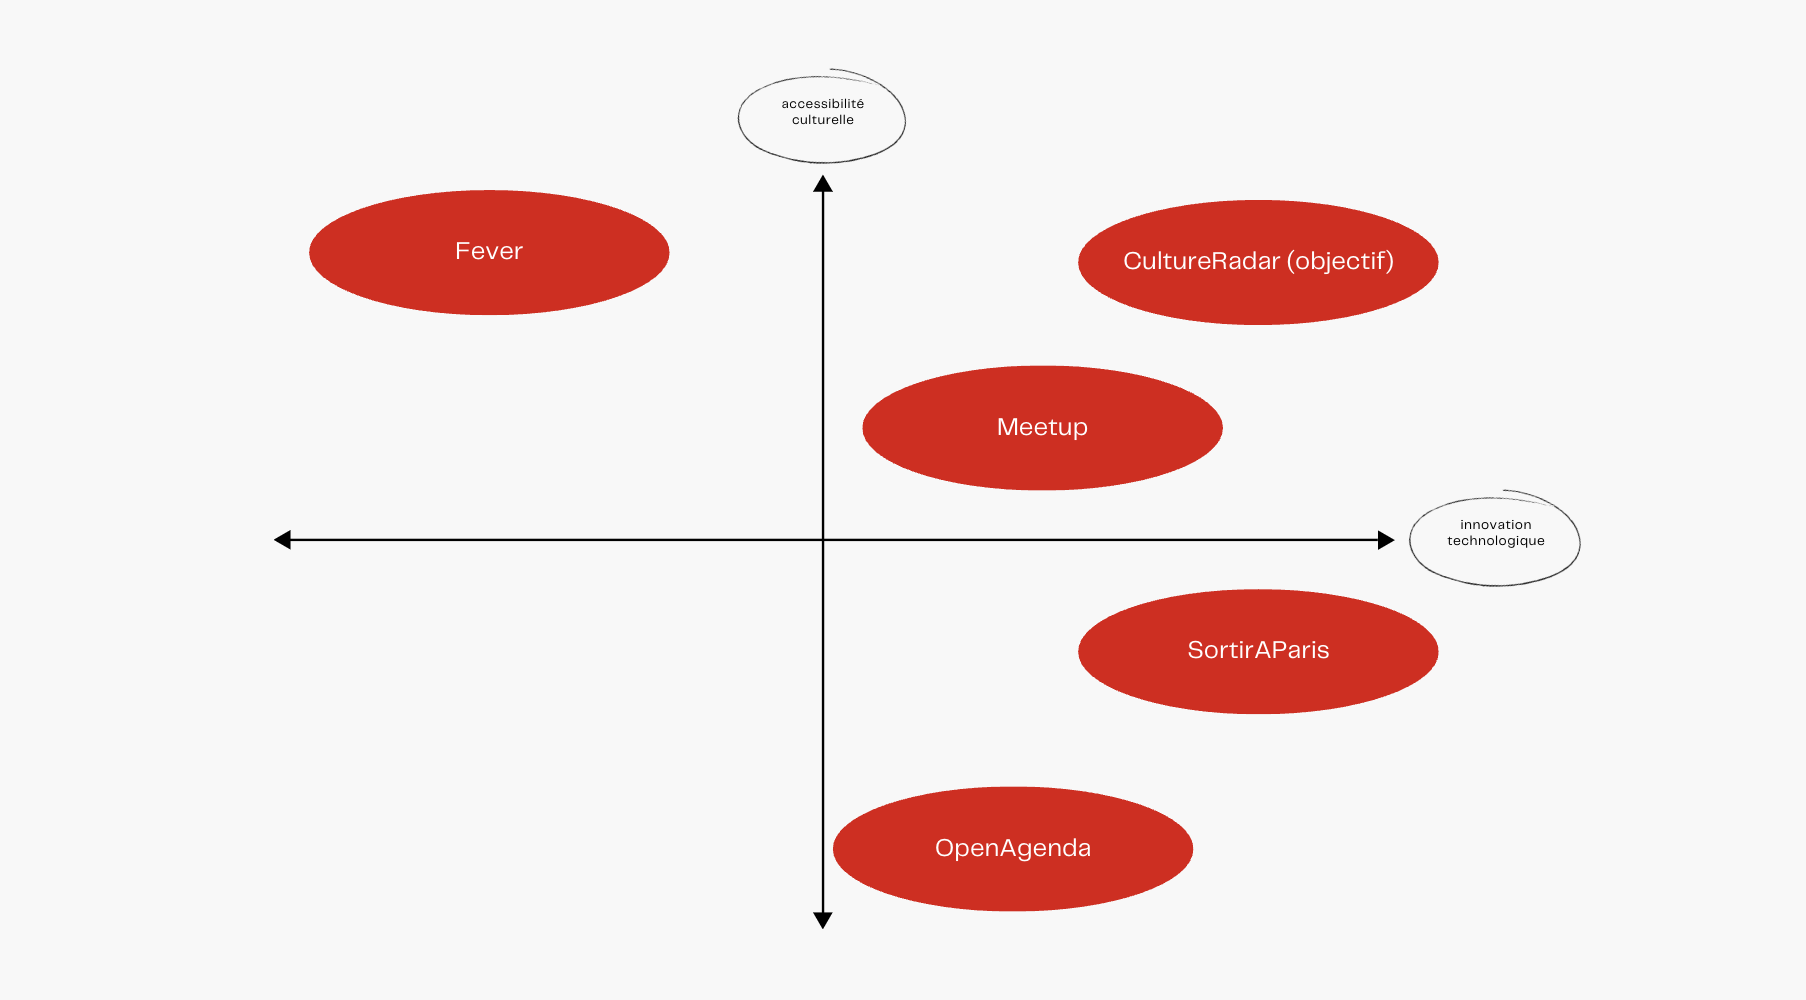 accessibilité
culturelle
Fever
CultureRadar (objectif)
Meetup
innovation
technologique
SortirAParis
OpenAgenda